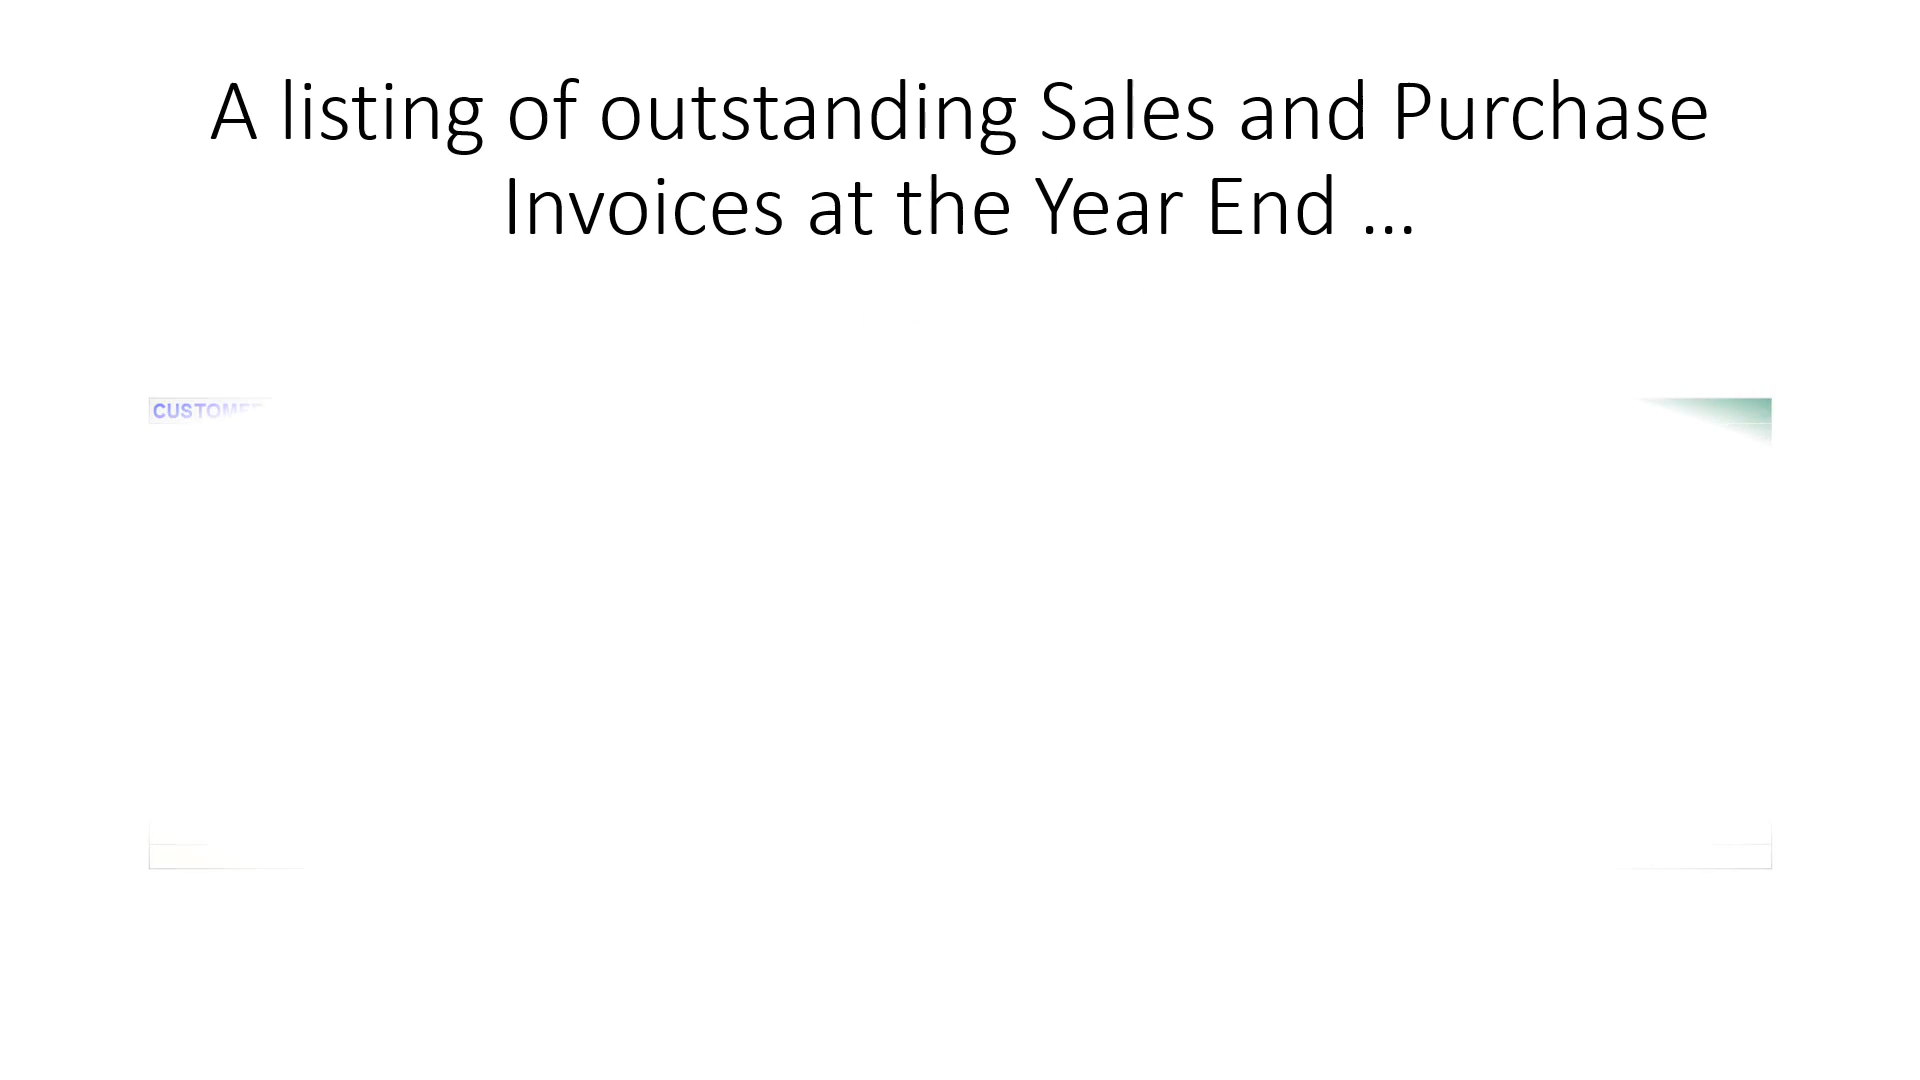 A listing of outstanding Sales and Purchase
Invoices at the Year End ...